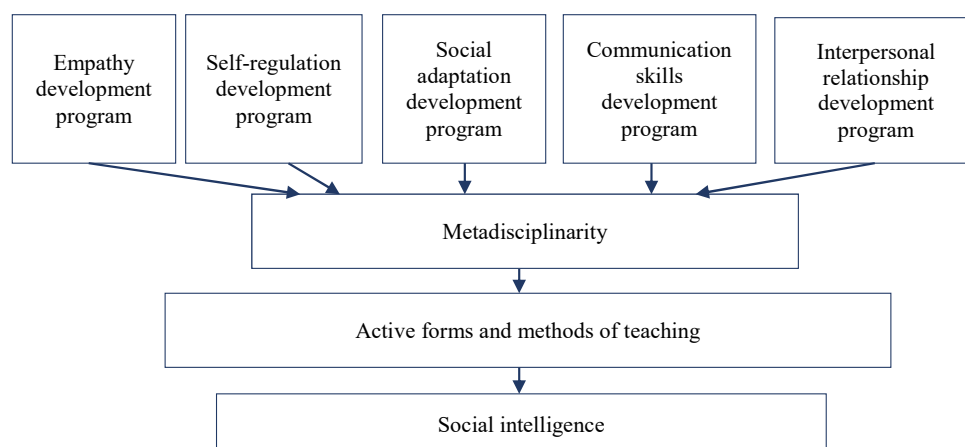 Empathy
development
program
Self-regulation
development
program
Social
adaptation
development
program
Communication
skills
development
program
Interpersonal
relationship
development
program
Metadisciplinarity
Active forms and methods of teaching
Social intelligence